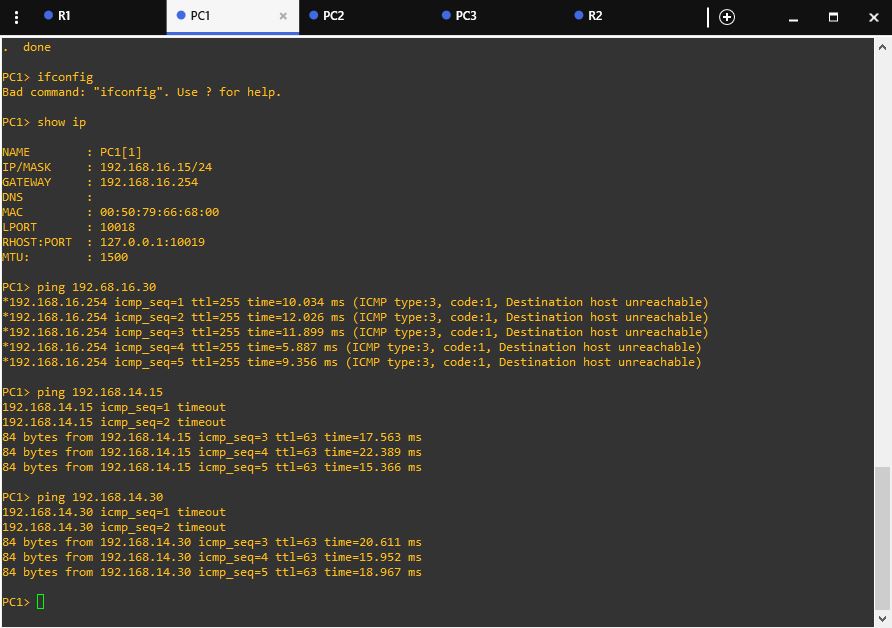 R1 PC1 PC2 PC3 R2
. done
PC1> ifconfig
Bad command: "ifconfig". Use ? for help.
PC1> show ip
NAME : PC1[1]
IP/MASK : 192.168.16.15/24
GATEWAY : 192.168.16.254
DNS :
MAC : 00:50:79:66:68:00
LPORT : 10018
RHOST:PORT : 127.0.0.1:10019
MTU: : 1500
PC1> ping 192.68.16.30
*192.168.16.254 icmp_seq=1 ttl=255 time=10.034 ms (ICMP type:3, code:1, Destination host unreachable)
*192.168.16.254 icmp_seq=2 ttl=255 time=12.026 ms (ICMP type:3, code:1, Destination host unreachable)
*192.168.16.254 icmp_seq=3 ttl=255 time=11.899 ms (ICMP type:3, code:1, Destination host unreachable)
*192.168.16.254 icmp_seq=4 ttl=255 time=5.887 ms (ICMP type:3, code:1, Destination host unreachable)
*192.168.16.254 icmp_seq=5 ttl=255 time=9.356 ms (ICMP type:3, code:1, Destination host unreachable)
PC1> ping 192.168.14.15
192.168.14.15 icmp_seq=1 timeout
192.168.14.15 icmp_seq=2 timeout
84 bytes from 192.168.14.15 icmp_seq=3 ttl=63 time=17.563 ms
84 bytes from 192.168.14.15 icmp_seq=4 ttl=63 time=22.389 ms
84 bytes from 192.168.14.15 icmp_seq=5 ttl=63 time=15.366 ms
PC1> ping 192.168.14.30
192.168.14.30 icmp_seq=1 timeout
192.168.14.30 icmp_seq=2 timeout
84 bytes from 192.168.14.30 icmp_seq=3 ttl=63 time=20.611 ms
84 bytes from 192.168.14.30 icmp_seq=4 ttl=63 time=15.952 ms
84 bytes from 192.168.14.30 icmp_seq=5 ttl=63 time=18.967 ms
PC1>